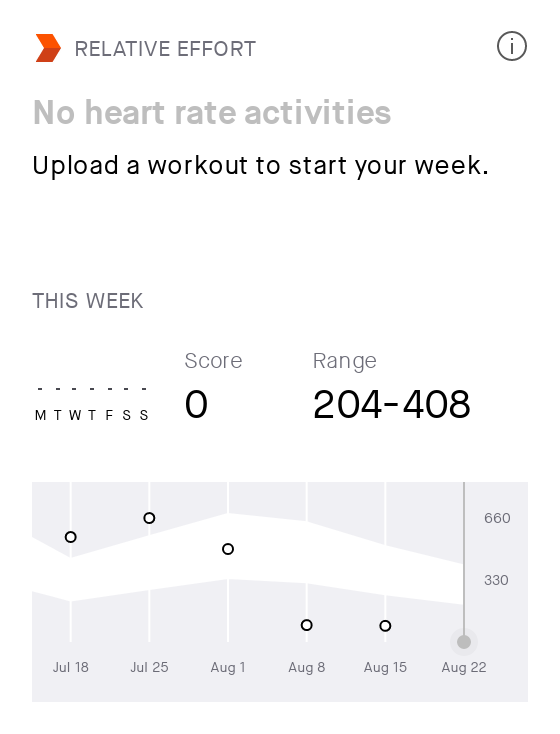 RELATIVE EFFORT
No heart rate activities
Upload a workout to start your week.
THIS WEEK
Score Range
- - - - - - -
M T W T F S S
0 204-408
660
330
Jul 18 Jul 25 Aug 1 Aug 8 Aug 15 Aug 22